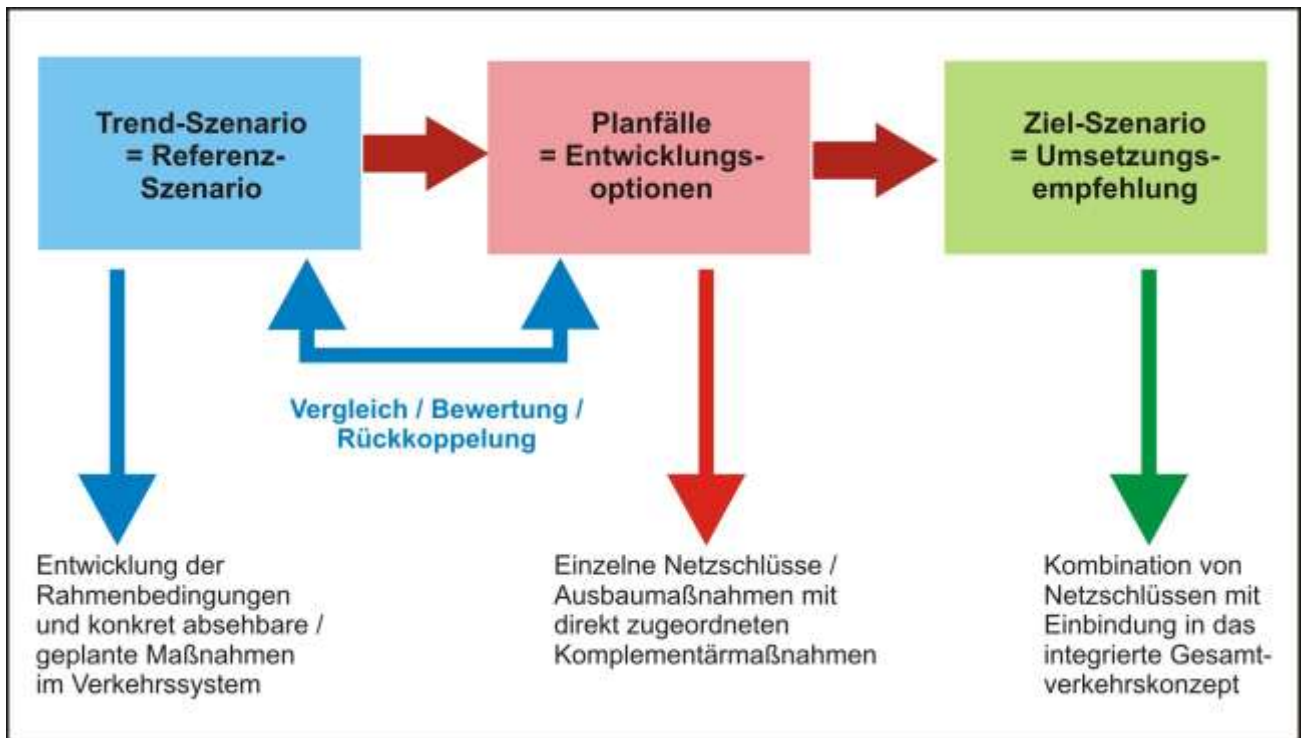 Trend-Szenario
= Referenz-
Szenario
Planfälle
= Entwicklungs-
optionen
Ziel-Szenario
= Umsetzungs-
empfehlung
Vergleich / Bewertung /
Rückkoppelung
Entwicklung der
Rahmenbedingungen
und konkret absehbare /
geplante Maßnahmen
im Verkehrssystem
Einzelne Netzschlüsse /
Ausbaumaßnahmen mit
direkt zugeordneten
Komplementärmaßnahmen
Kombination von
Netzschlüssen mit
Einbindung in das
integrierte Gesamt-
verkehrskonzept